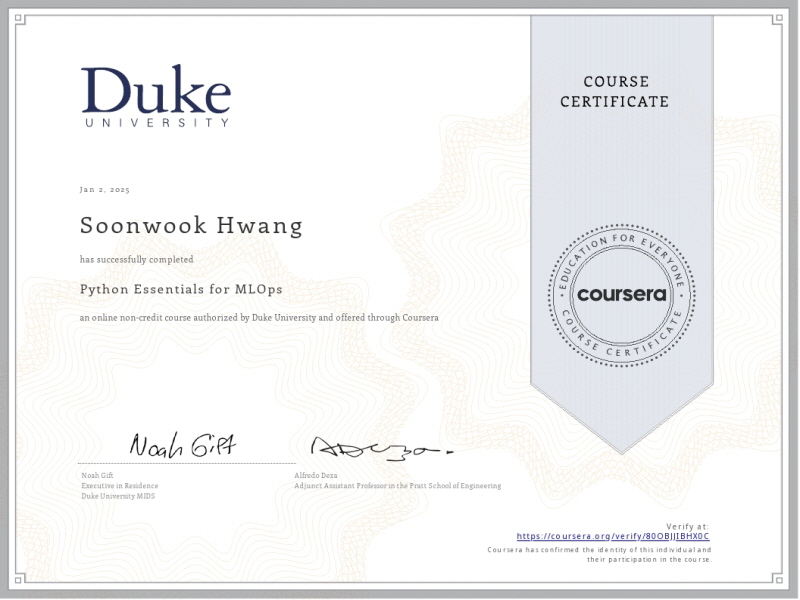 Duke
UNIVERSITY
COURSE
CERTIFICATE
Jan 2, 2025
Soonwook Hwang
has successfully completed
Python Essentials for MLOps
an online non-credit course authorized by Duke University and offered through Coursera
EDUCATION FOR EVERYONE
coursera
COURSE CERTIFICATE
Noah Gift
Noah Gift
Executive in Residence
Duke University MIDS
Alfredo Deza
Adjunct Assistant Professor in the Pratt School of Engineering
Verify at:
https://coursera.org/verify/80OBJJIBHX0C
Coursera has confirmed the identity of this individual and
their participation in the course.